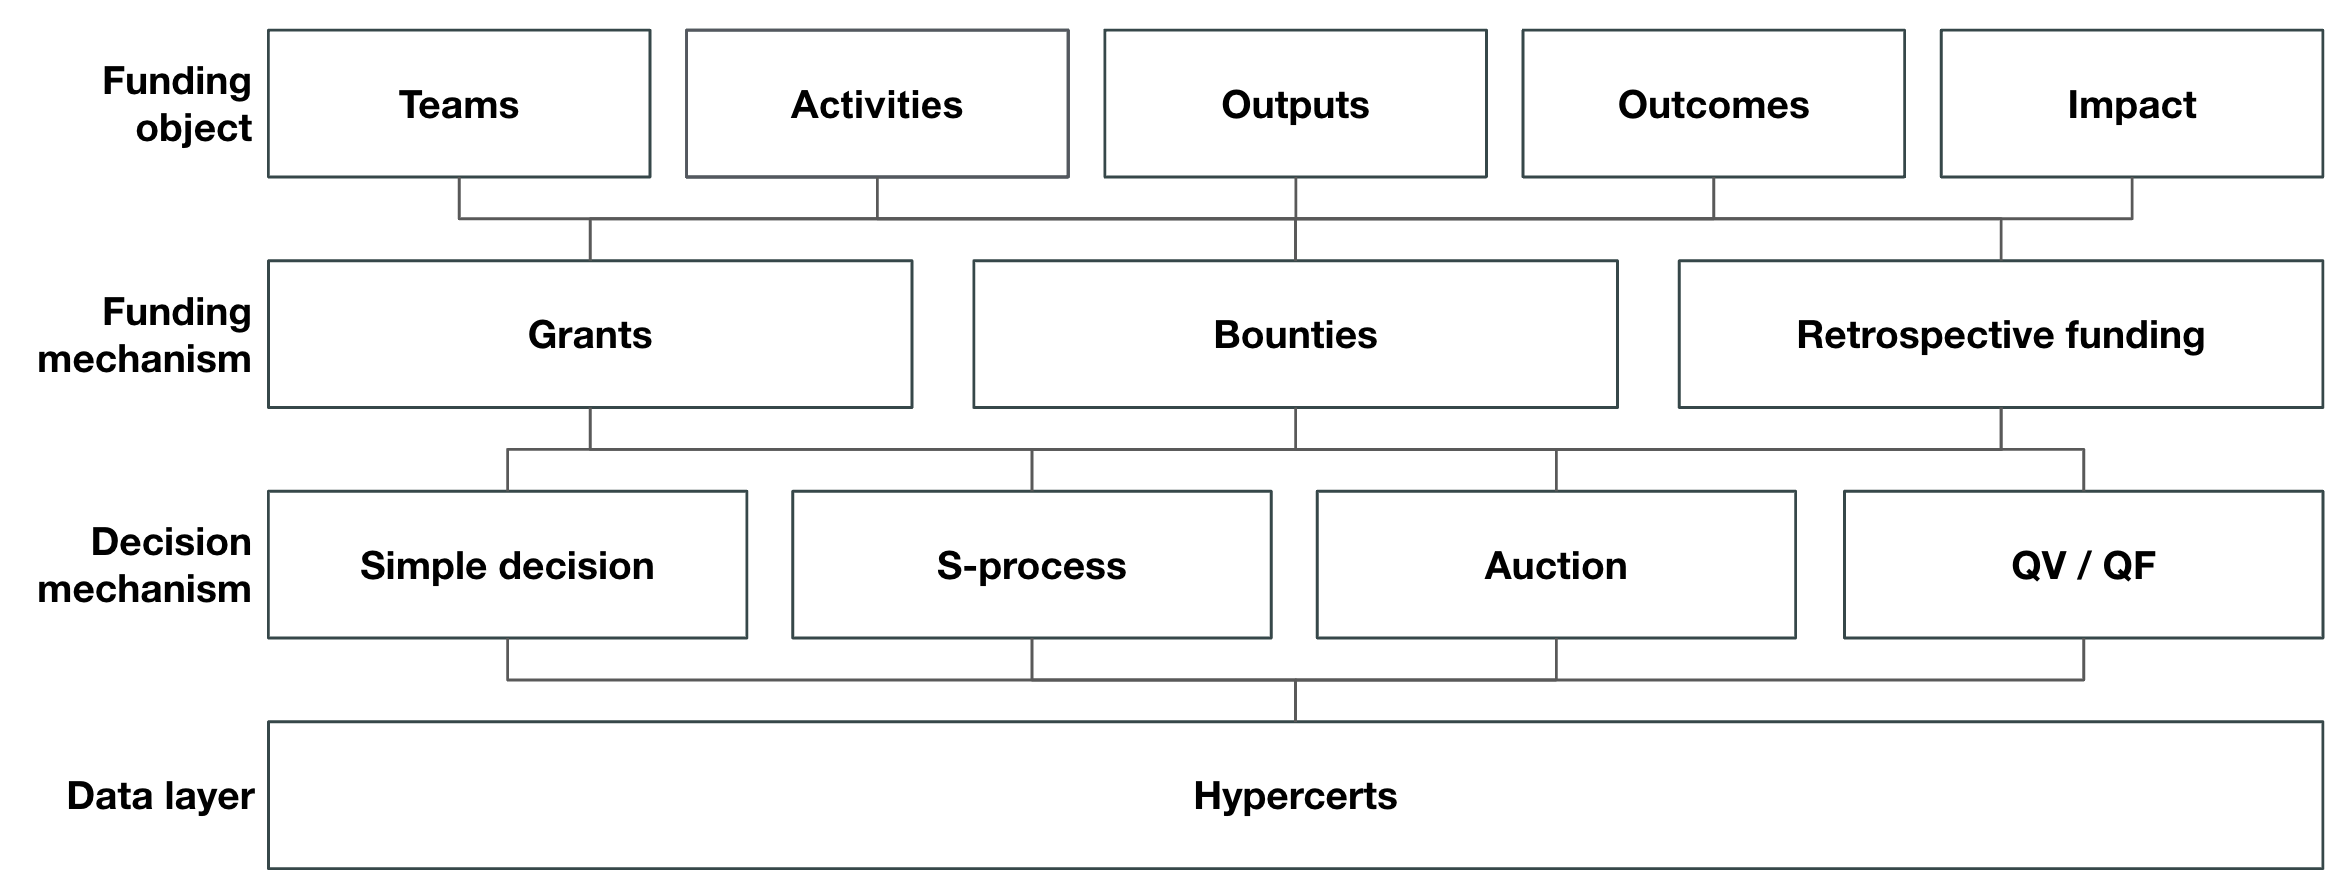 Funding
object
Teams
Activities
Outputs
Outcomes
Impact
Funding
mechanism
Grants
Bounties
Retrospective funding
Decision
mechanism
Simple decision
S-process
Auction
QV / QF
Data layer
Hypercerts